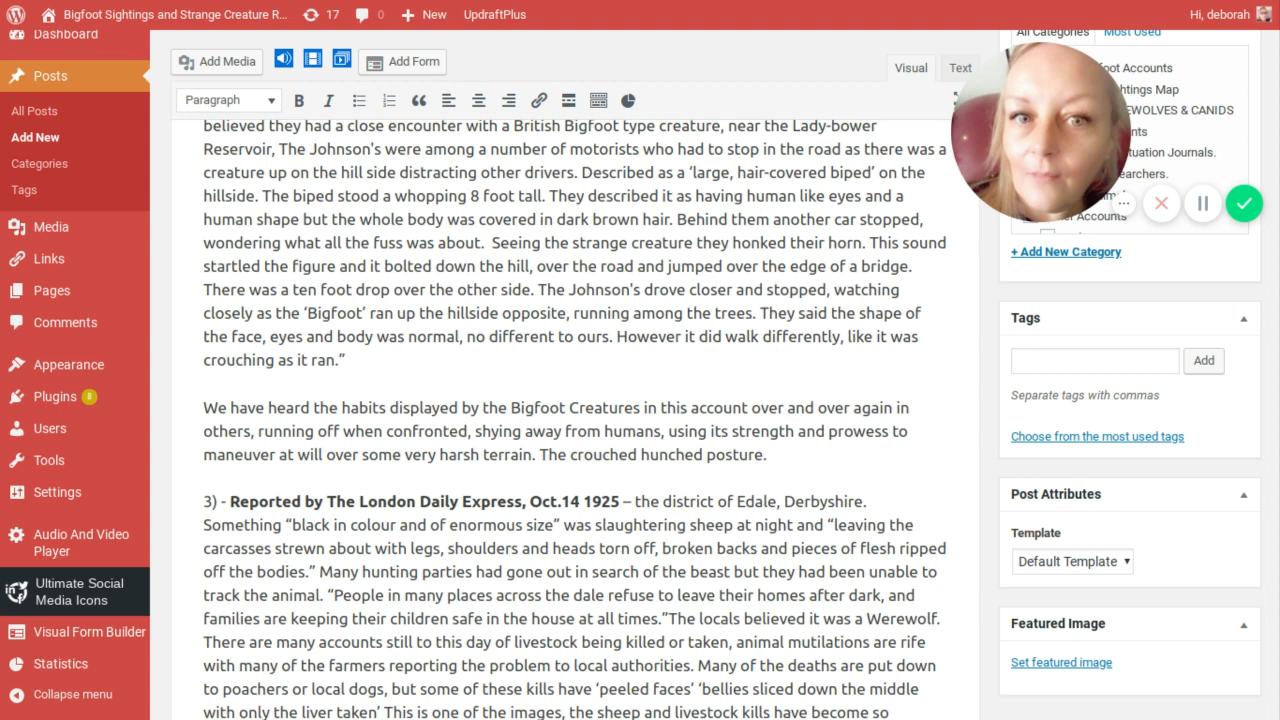 Bigfoot Sightings and Strange Creature R...
17
0
New
UpdraftPlus
Hi, deborah
Dashboard
Posts
All Posts
Add New
Categories
Tags
Media
Links
Pages
Comments
Appearance
Plugins 8
Users
Tools
Settings
Audio And Video
Player
Ultimate Social
Media Icons
Visual Form Builder
Statistics
Collapse menu
Add Media
Add Form
Visual
Text
Paragraph
B I
believed they had a close encounter with a British Bigfoot type creature, near the Lady-bower
Reservoir, The Johnson's were among a number of motorists who had to stop in the road as there was a
creature up on the hill side distracting other drivers. Described as a ‘large, hair-covered biped’ on the
hillside. The biped stood a whopping 8 foot tall. They described it as having human like eyes and a
human shape but the whole body was covered in dark brown hair. Behind them another car stopped,
wondering what all the fuss was about.  Seeing the strange creature they honked their horn. This sound
startled the figure and it bolted down the hill, over the road and jumped over the edge of a bridge.
There was a ten foot drop over the other side. The Johnson's drove closer and stopped, watching
closely as the ‘Bigfoot’ ran up the hillside opposite, running among the trees. They said the shape of
the face, eyes and body was normal, no different to ours. However it did walk differently, like it was
crouching as it ran.”
We have heard the habits displayed by the Bigfoot Creatures in this account over and over again in
others, running off when confronted, shying away from humans, using its strength and prowess to
maneuver at will over some very harsh terrain. The crouched hunched posture.
3) - Reported by The London Daily Express, Oct.14 1925 – the district of Edale, Derbyshire.
Something “black in colour and of enormous size” was slaughtering sheep at night and “leaving the
carcasses strewn about with legs, shoulders and heads torn off, broken backs and pieces of flesh ripped
off the bodies.” Many hunting parties had gone out in search of the beast but they had been unable to
track the animal. “People in many places across the dale refuse to leave their homes after dark, and
families are keeping their children safe in the house at all times.”The locals believed it was a Werewolf.
There are many accounts still to this day of livestock being killed or taken, animal mutilations are rife
with many of the farmers reporting the problem to local authorities. Many of the deaths are put down
to poachers or local dogs, but some of these kills have ‘peeled faces’ ‘bellies sliced down the middle
with only the liver taken’ This is one of the images, the sheep and livestock kills have become so
All Categories
Most Used
foot Accounts
htings Map
EWOLVES & CANIDS
nts
tuation Journals.
earchers.
Accounts
+ Add New Category
Tags
Add
Separate tags with commas
Choose from the most used tags
Post Attributes
Template
Default Template
Featured Image
Set featured image